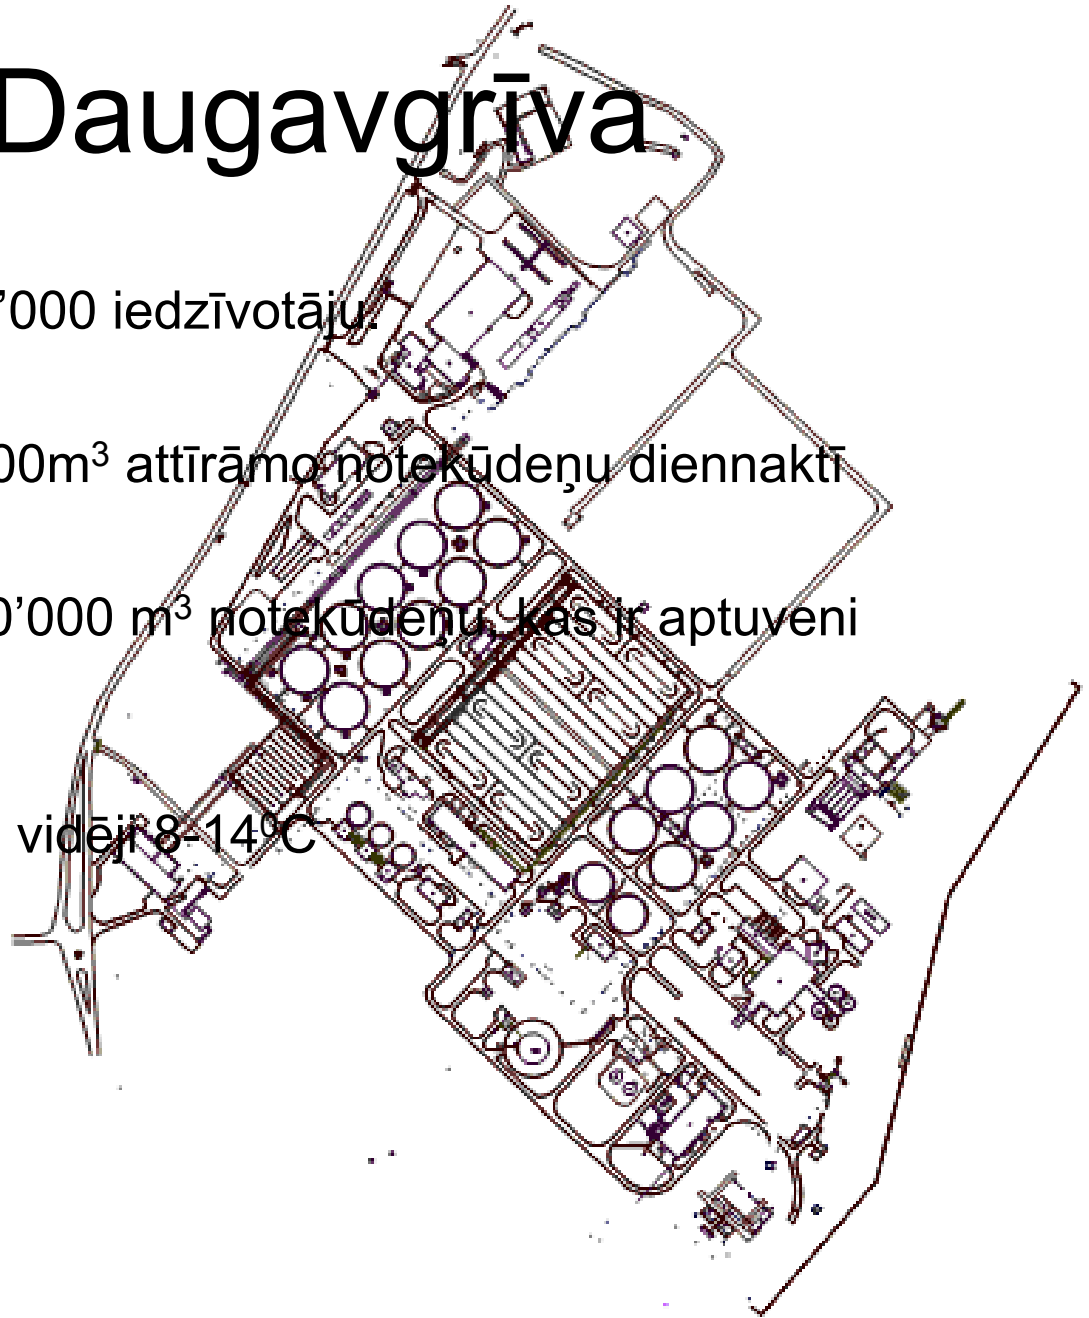 Daugavgrīva
’000 iedzīvotāju.
00m³ attīrāmo notekūdeņu diennaktī
0’000 m³ notekūdeņu, kas ir aptuveni
vidēji 8-14⁰C